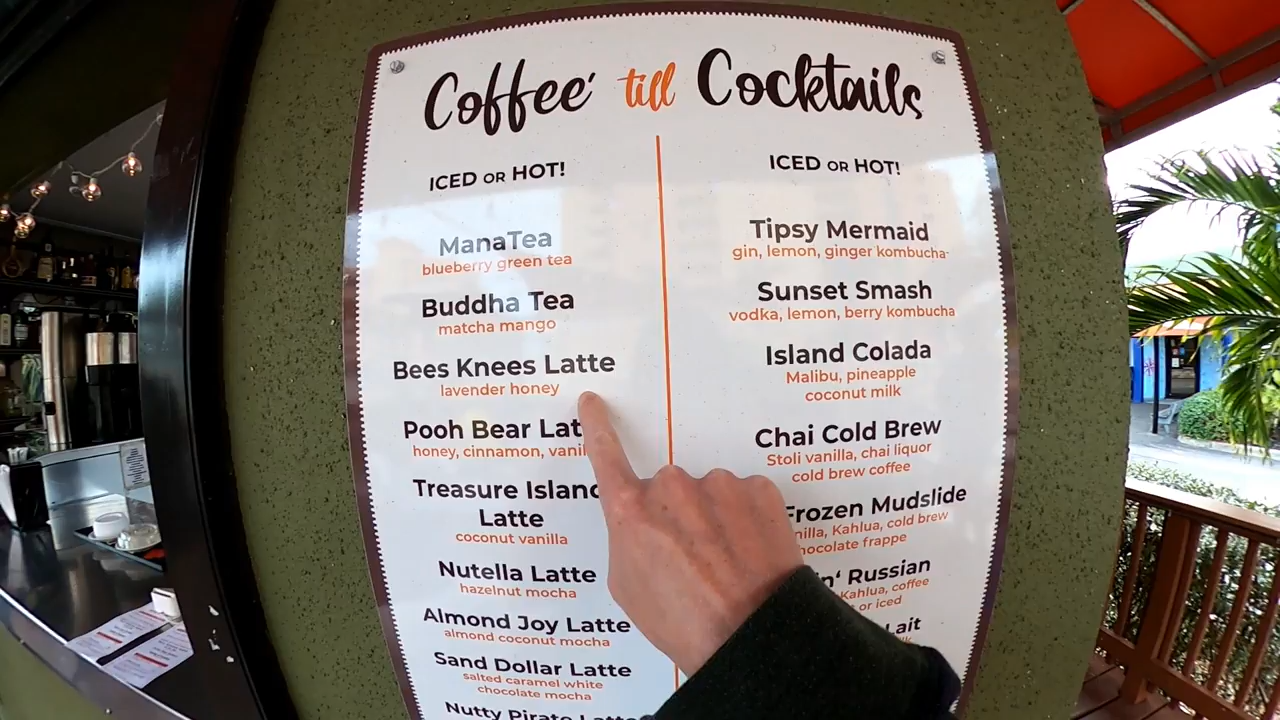 Coffee' till Cocktails
ICED OR HOT!
ManaTea
blueberry green tea
Buddha Tea
matcha mango
Bees Knees Latte
lavender honey
Pooh Bear
honey, cinnamon,
Treasure Island
Latte
coconut vanilla
Nutella Latte
hazelnut mocha
Almond Joy Latte
almond coconut mocha
Sand Dollar Latte
salted caramel white
chocolate mocha
Nutty Pirate Latte
ICED OR HOT!
Tipsy Mermaid
gin, lemon, ginger kombucha
Sunset Smash
vodka, lemon, berry kombucha
Island Colada
Malibu, pineapple
coconut milk
Chai Cold Brew
Stoli vanilla, chai liquor
cold brew coffee
Frozen Mudslide
Kahlua, cold brew
chocolate frappe
Russian
Kahlua, coffee
or iced